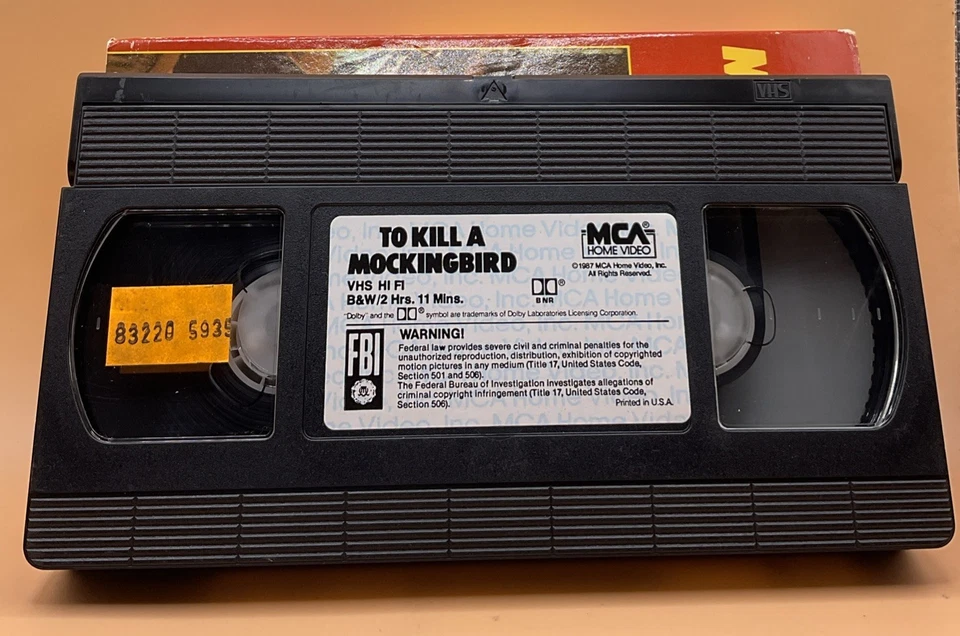 VHS
83220 5935
TO KILL A
MOCKINGBIRD
VHS HI FI
B&W/2 Hrs. 11 Mins.
MCA®
HOME VIDEO
©1987 MCA Home Video, Inc.
All Rights Reserved.
®
BNR
"Dolby" and the ® symbol are trademarks of Dolby Laboratories Licensing Corporation.
FBI
WARNING!
Federal law provides severe civil and criminal penalties for the
unauthorized reproduction, distribution, exhibition of copyrighted
motion pictures in any medium (Title 17, United States Code,
Section 501 and 506).
The Federal Bureau of Investigation investigates allegations of
criminal copyright infringement (Title 17, United States Code,
Section 506).
Printed in U.S.A.